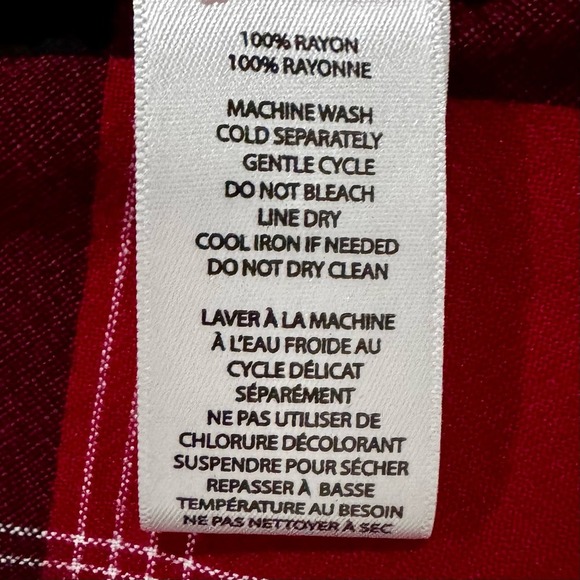 100% RAYON
100% RAYONNE
MACHINE WASH
COLD SEPARATELY
GENTLE CYCLE
DO NOT BLEACH
LINE DRY
COOL IRON IF NEEDED
DO NOT DRY CLEAN
LAVER À LA MACHINE
À L'EAU FROIDE AU
CYCLE DÉLICAT
SÉPARÉMENT
NE PAS UTILISER DE
CHLORURE DÉCOLORANT
SUSPENDRE POUR SÉCHER
REPASSER À BASSE
TEMPÉRATURE AU BESOIN
NE PAS NETTOYER À SEC